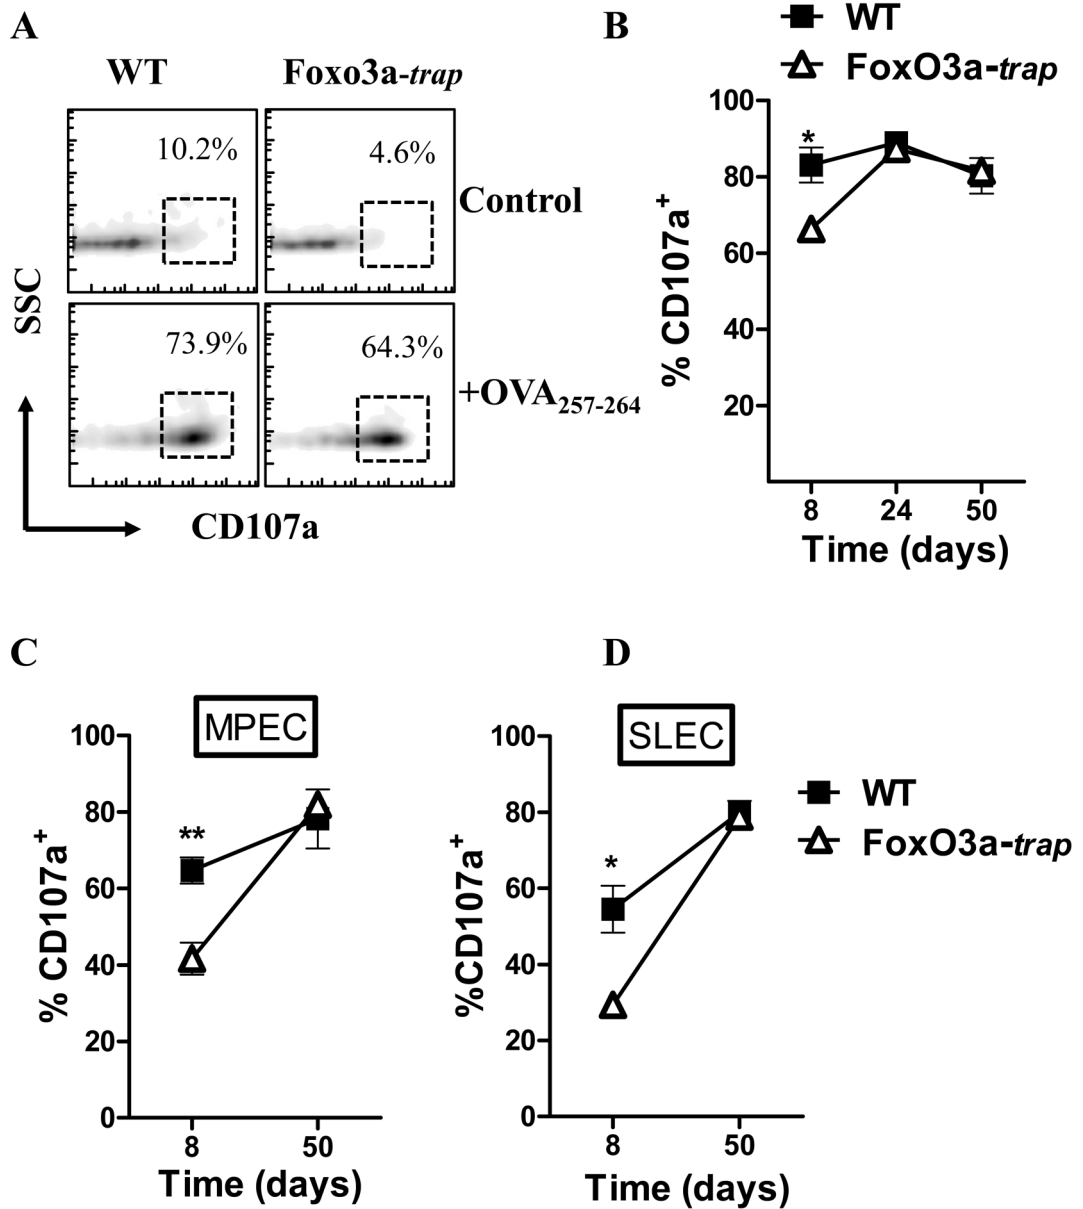 A
WT
Foxo3a-trap
10.2%
4.6%
Control
73.9%
64.3%
+OVA257-264
SSC
CD107a
B
WT
FoxO3a-trap
100
80
60
40
20
*
% CD107a+
8
24
50
Time (days)
C
MPEC
100
80
60
40
20
0
**
% CD107a+
8
50
Time (days)
D
SLEC
100
80
60
40
20
0
*
%CD107a+
8
50
Time (days)
WT
FoxO3a-trap